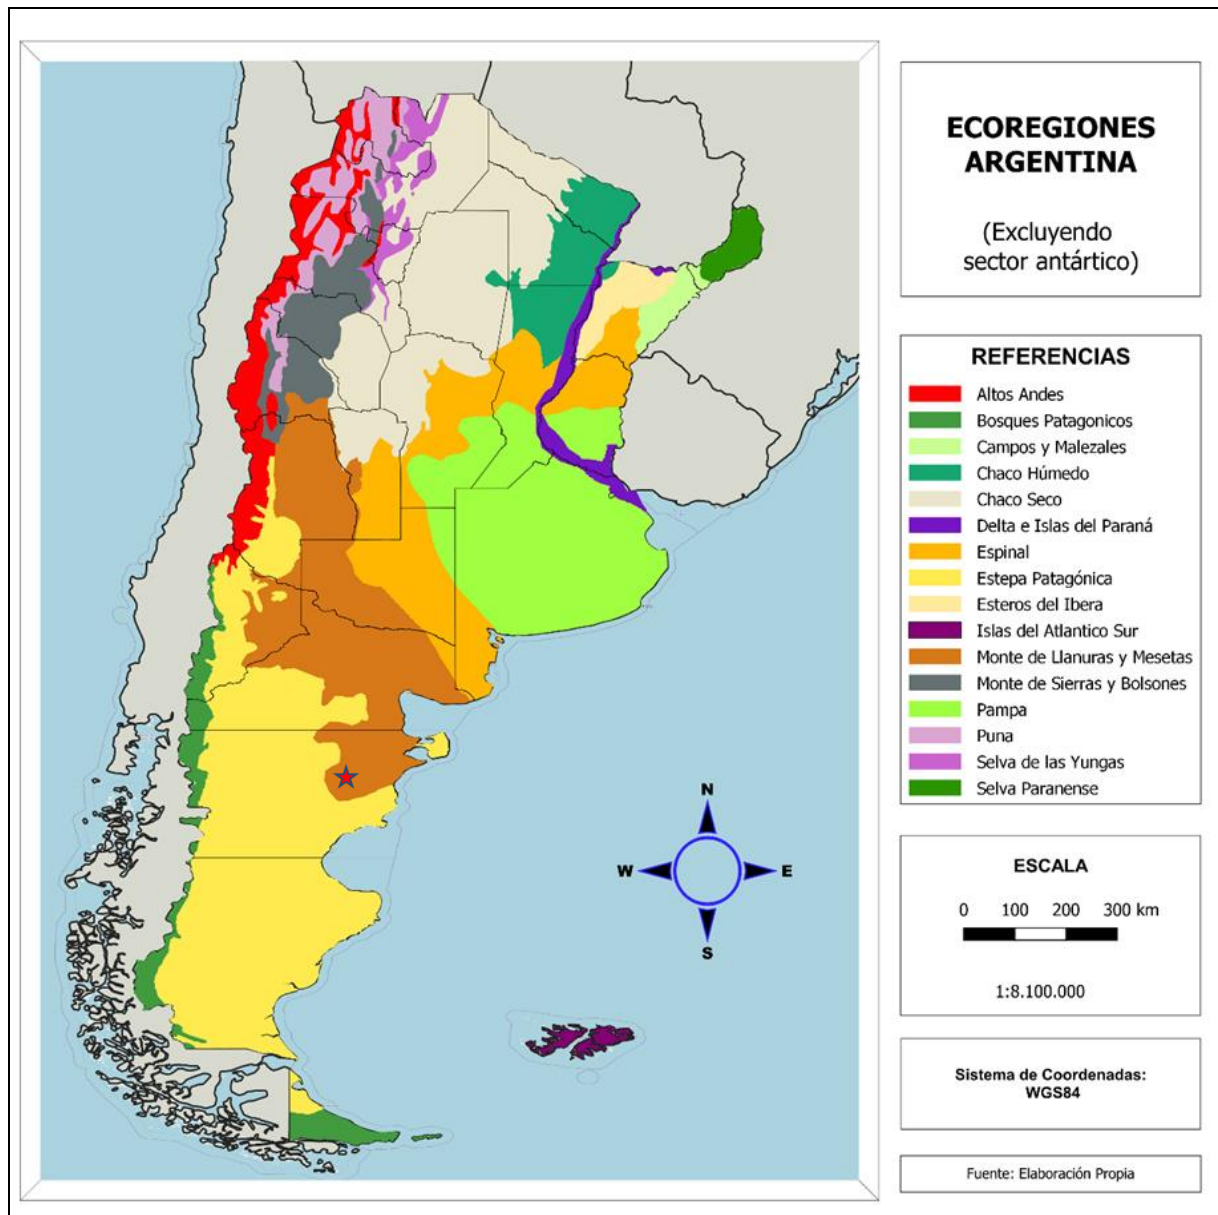 ECOREGIONES
ARGENTINA
(Excluyendo
sector antártico)
REFERENCIAS
Altos Andes
Bosques Patagonicos
Campos y Malezales
Chaco Húmedo
Chaco Seco
Delta e Islas del Paraná
Espinal
Estepa Patagónica
Esteros del Ibera
Islas del Atlantico Sur
Monte de Llanuras y Mesetas
Monte de Sierras y Bolsones
Pampa
Puna
Selva de las Yungas
Selva Paranense
N
W
E
S
ESCALA
0 100 200 300 km
1:8.100.000
Sistema de Coordenadas:
WGS84
Fuente: Elaboración Propia